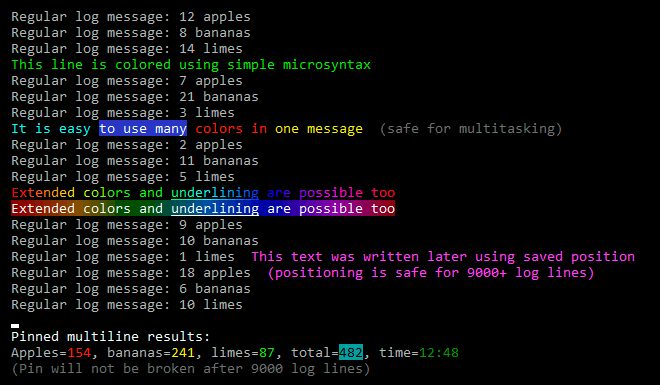 Regular log message: 12 apples
Regular log message: 8 bananas
Regular log message: 14 limes
This line is colored using simple microsyntax
Regular log message: 7 apples
Regular log message: 21 bananas
Regular log message: 3 limes
It is easy to use many colors in one message  (safe for multitasking)
Regular log message: 2 apples
Regular log message: 11 bananas
Regular log message: 5 limes
Extended colors and underlining are possible too
Extended colors and underlining are possible too
Regular log message: 9 apples
Regular log message: 10 bananas
Regular log message: 1 limes  This text was written later using saved position
Regular log message: 18 apples  (positioning is safe for 9000+ log lines)
Regular log message: 6 bananas
Regular log message: 10 limes
Pinned multiline results:
Apples=154, bananas=241, limes=87, total=482, time=12:48
(Pin will not be broken after 9000 log lines)